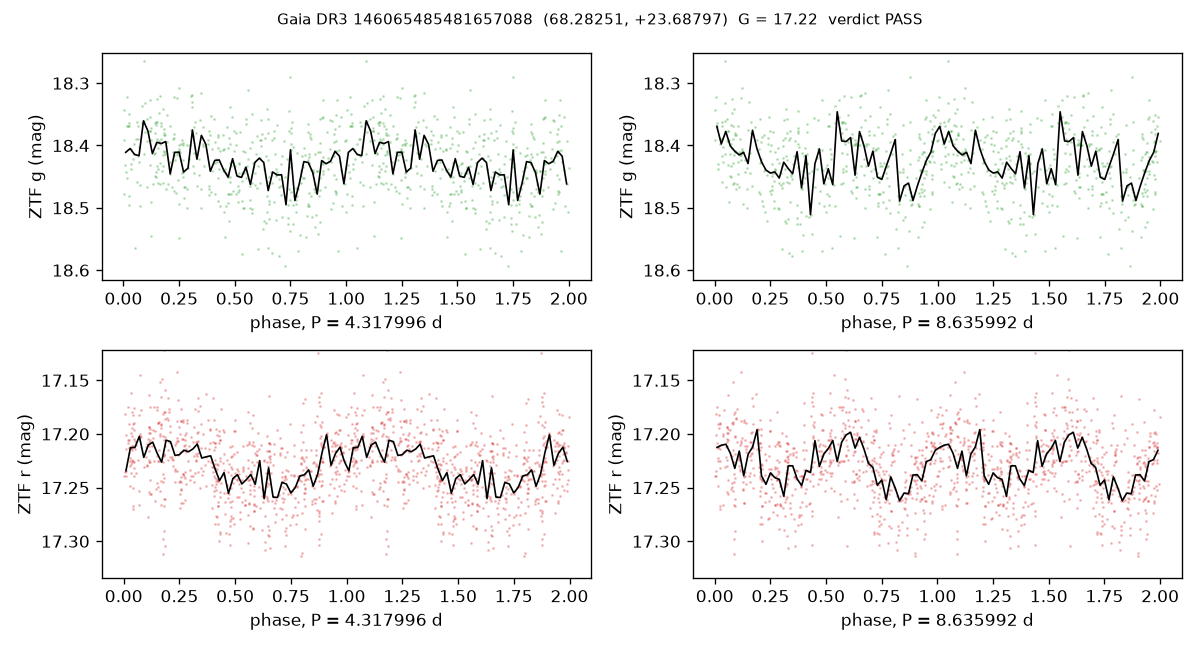 Gaia DR3 146065485481657088 (68.28251, +23.68797) G = 17.22 verdict PASS
ZTF g (mag)
18.3
18.4
18.5
18.6
0.00 0.25 0.50 0.75 1.00 1.25 1.50 1.75 2.00
phase, P = 4.317996 d
ZTF g (mag)
18.3
18.4
18.5
18.6
0.00 0.25 0.50 0.75 1.00 1.25 1.50 1.75 2.00
phase, P = 8.635992 d
ZTF r (mag)
17.15
17.20
17.25
17.30
0.00 0.25 0.50 0.75 1.00 1.25 1.50 1.75 2.00
phase, P = 4.317996 d
ZTF r (mag)
17.15
17.20
17.25
17.30
0.00 0.25 0.50 0.75 1.00 1.25 1.50 1.75 2.00
phase, P = 8.635992 d